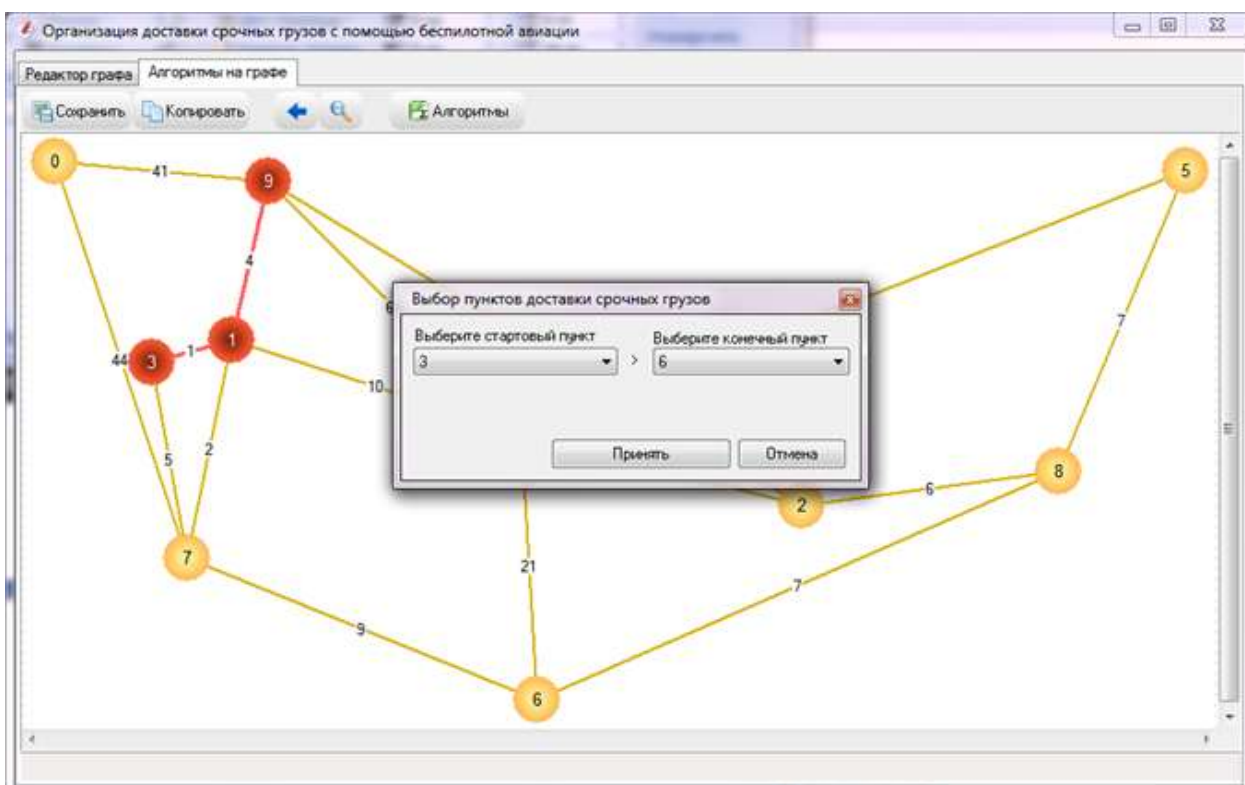 Организация доставки срочных грузов с помощью беспилотной авиации
Редактор графа Алгоритмы на графе
Сохранить Копировать Алгоритмы
0
41
9
5
4
6
Выбор пунктов доставки срочных грузов
Выберите стартовый пункт
Выберите конечный пункт
3 > 6
Принять Отмена
7
1
1
3
44
10
5
2
8
6
2
7
21
7
9
6